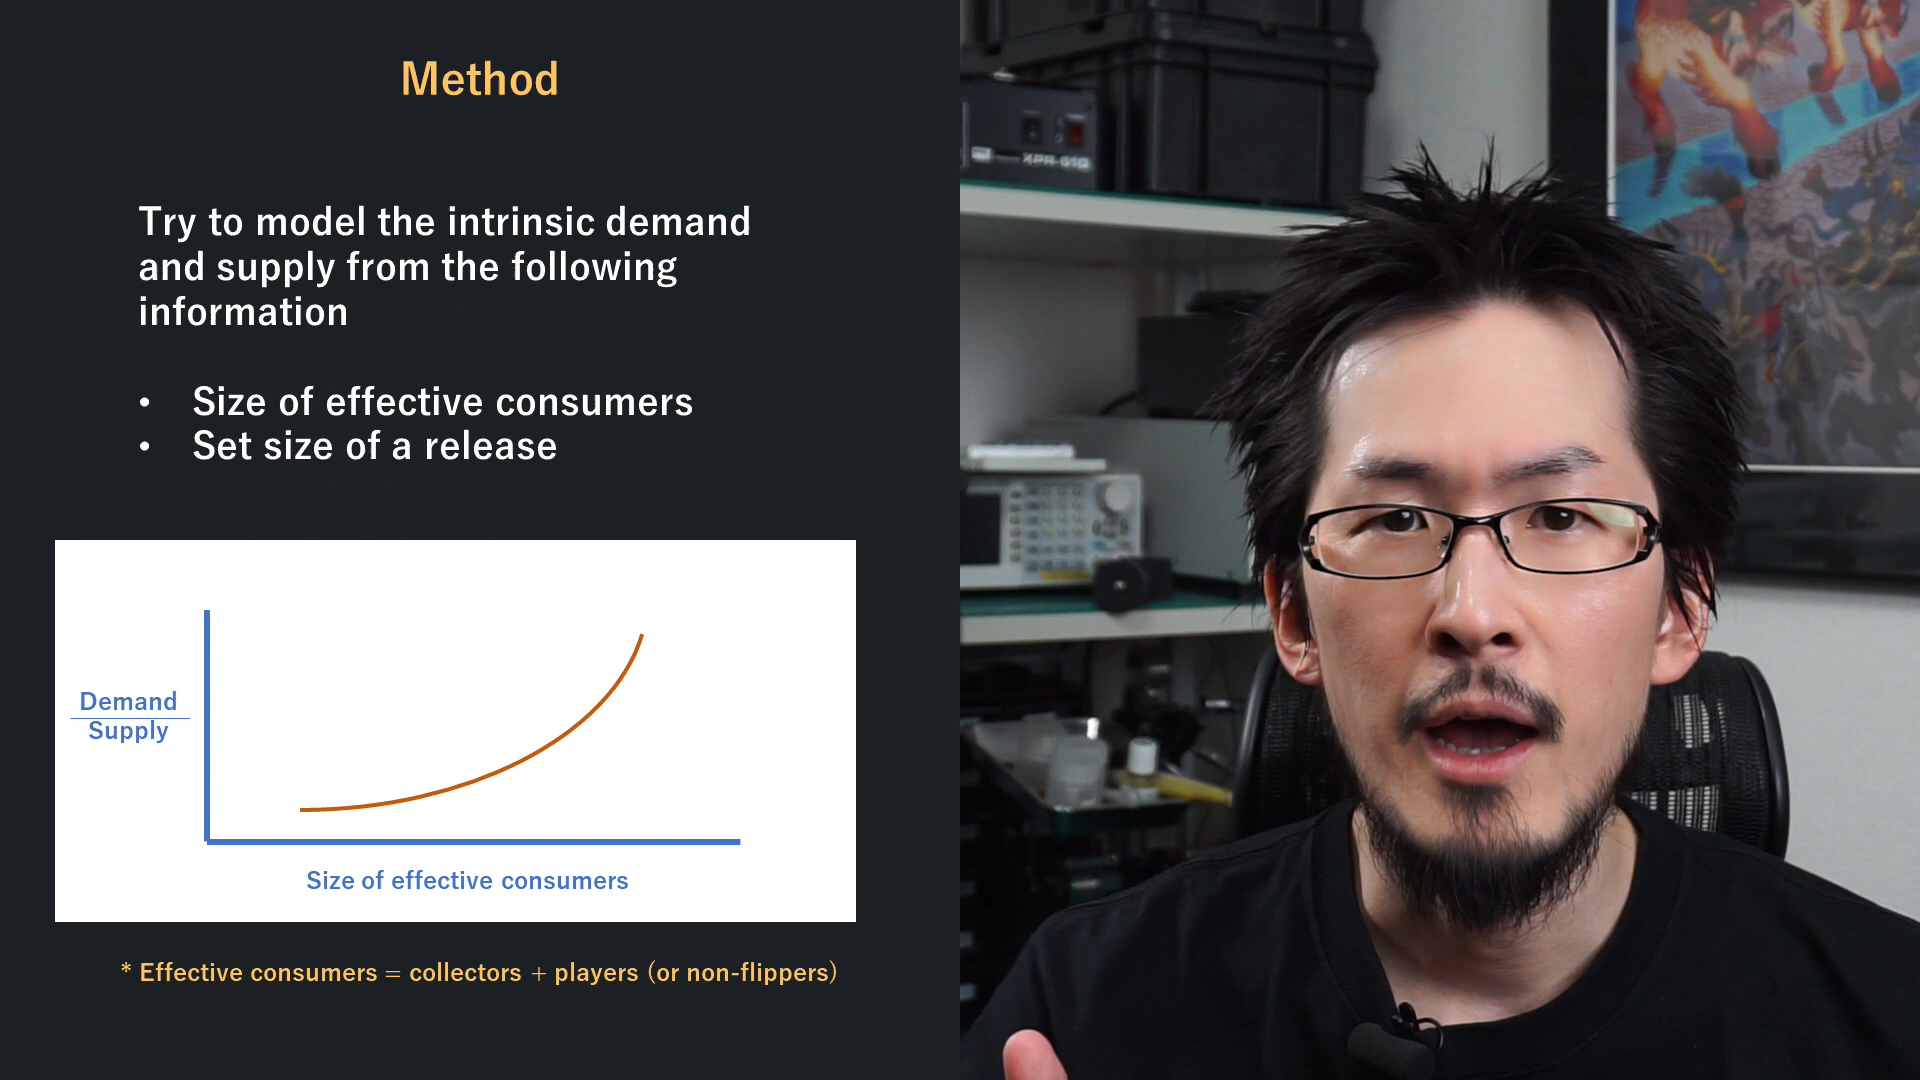 Method
Try to model the intrinsic demand
and supply from the following
information
• Size of effective consumers
• Set size of a release
Demand
Supply
Size of effective consumers
* Effective consumers = collectors + players (or non-flippers)